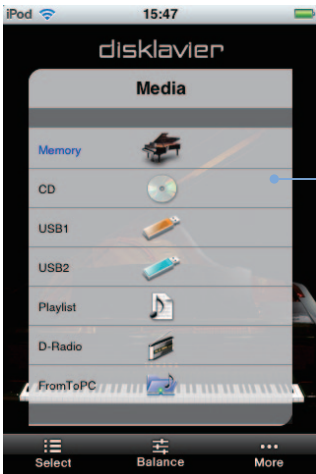 iPod 15:47
disklavier
Media
Memory
CD
USB1
USB2
Playlist
D-Radio
FromToPC
Select Balance More